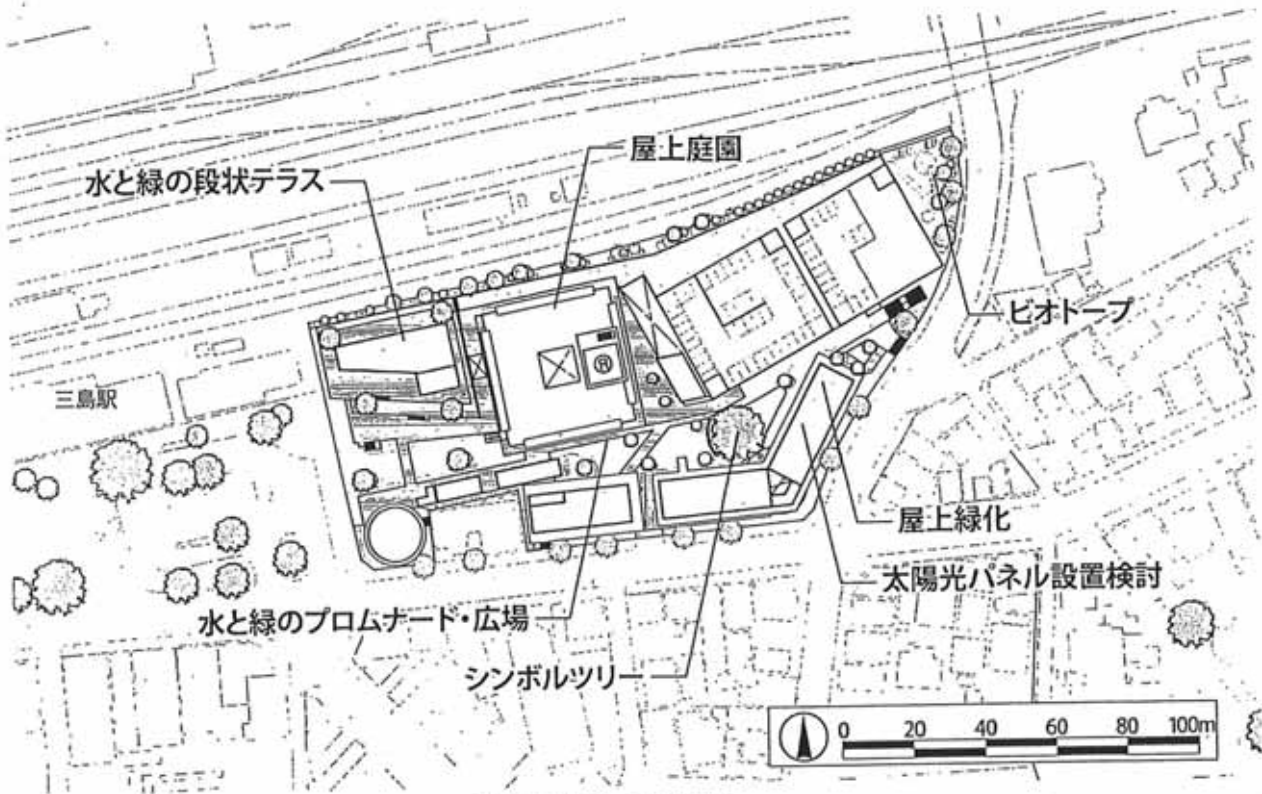 屋上庭園
水と緑の段状テラス
ビオトープ
三島駅
屋上緑化
太陽光パネル設置検討
水と緑のプロムナード・広場
シンボルツリー
0 20 40 60 80 100m
Ⓡ